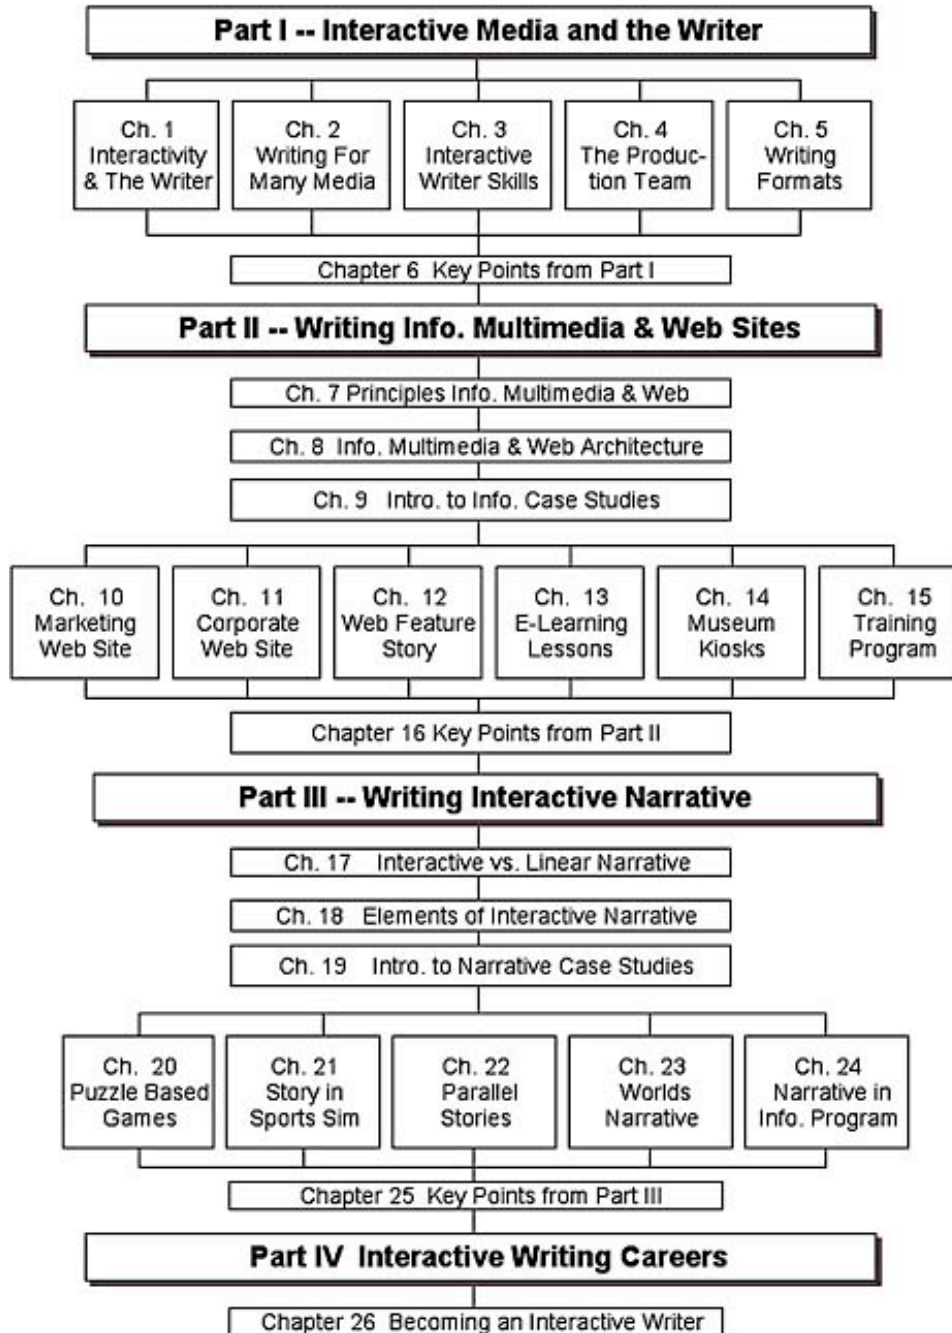 Part I -- Interactive Media and the Writer
Ch. 1
Interactivity
& The Writer
Ch. 2
Writing For
Many Media
Ch. 3
Interactive
Writer Skills
Ch. 4
The Produc-
tion Team
Ch. 5
Writing
Formats
Chapter 6 Key Points from Part I
Part II -- Writing Info. Multimedia & Web Sites
Ch. 7 Principles Info. Multimedia & Web
Ch. 8 Info. Multimedia & Web Architecture
Ch. 9 Intro. to Info. Case Studies
Ch. 10
Marketing
Web Site
Ch. 11
Corporate
Web Site
Ch. 12
Web Feature
Story
Ch. 13
E-Learning
Lessons
Ch. 14
Museum
Kiosks
Ch. 15
Training
Program
Chapter 16 Key Points from Part II
Part III -- Writing Interactive Narrative
Ch. 17 Interactive vs. Linear Narrative
Ch. 18 Elements of Interactive Narrative
Ch. 19 Intro. to Narrative Case Studies
Ch. 20
Puzzle Based
Games
Ch. 21
Story in
Sports Sim
Ch. 22
Parallel
Stories
Ch. 23
Worlds
Narrative
Ch. 24
Narrative in
Info. Program
Chapter 25 Key Points from Part III
Part IV Interactive Writing Careers
Chapter 26 Becoming an Interactive Writer